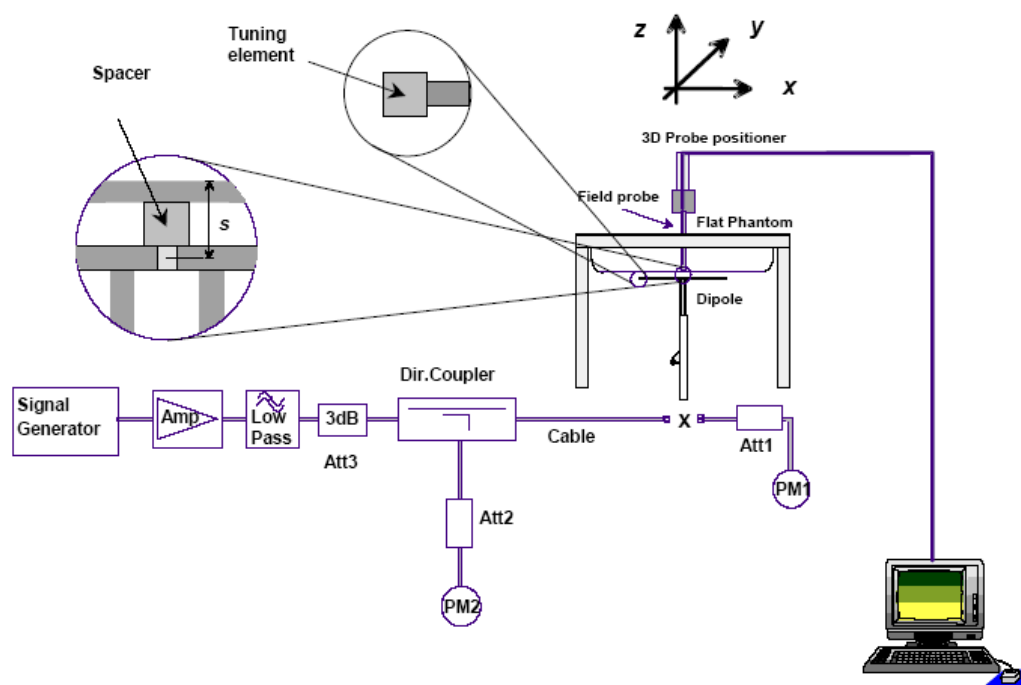 Tuning
element
Spacer
z
y
x
3D Probe positioner
Field probe
Flat Phantom
s
Dipole
Dir.Coupler
Signal
Generator
Amp
Low
Pass
3dB
Att3
Cable
X
Att1
PM1
Att2
PM2